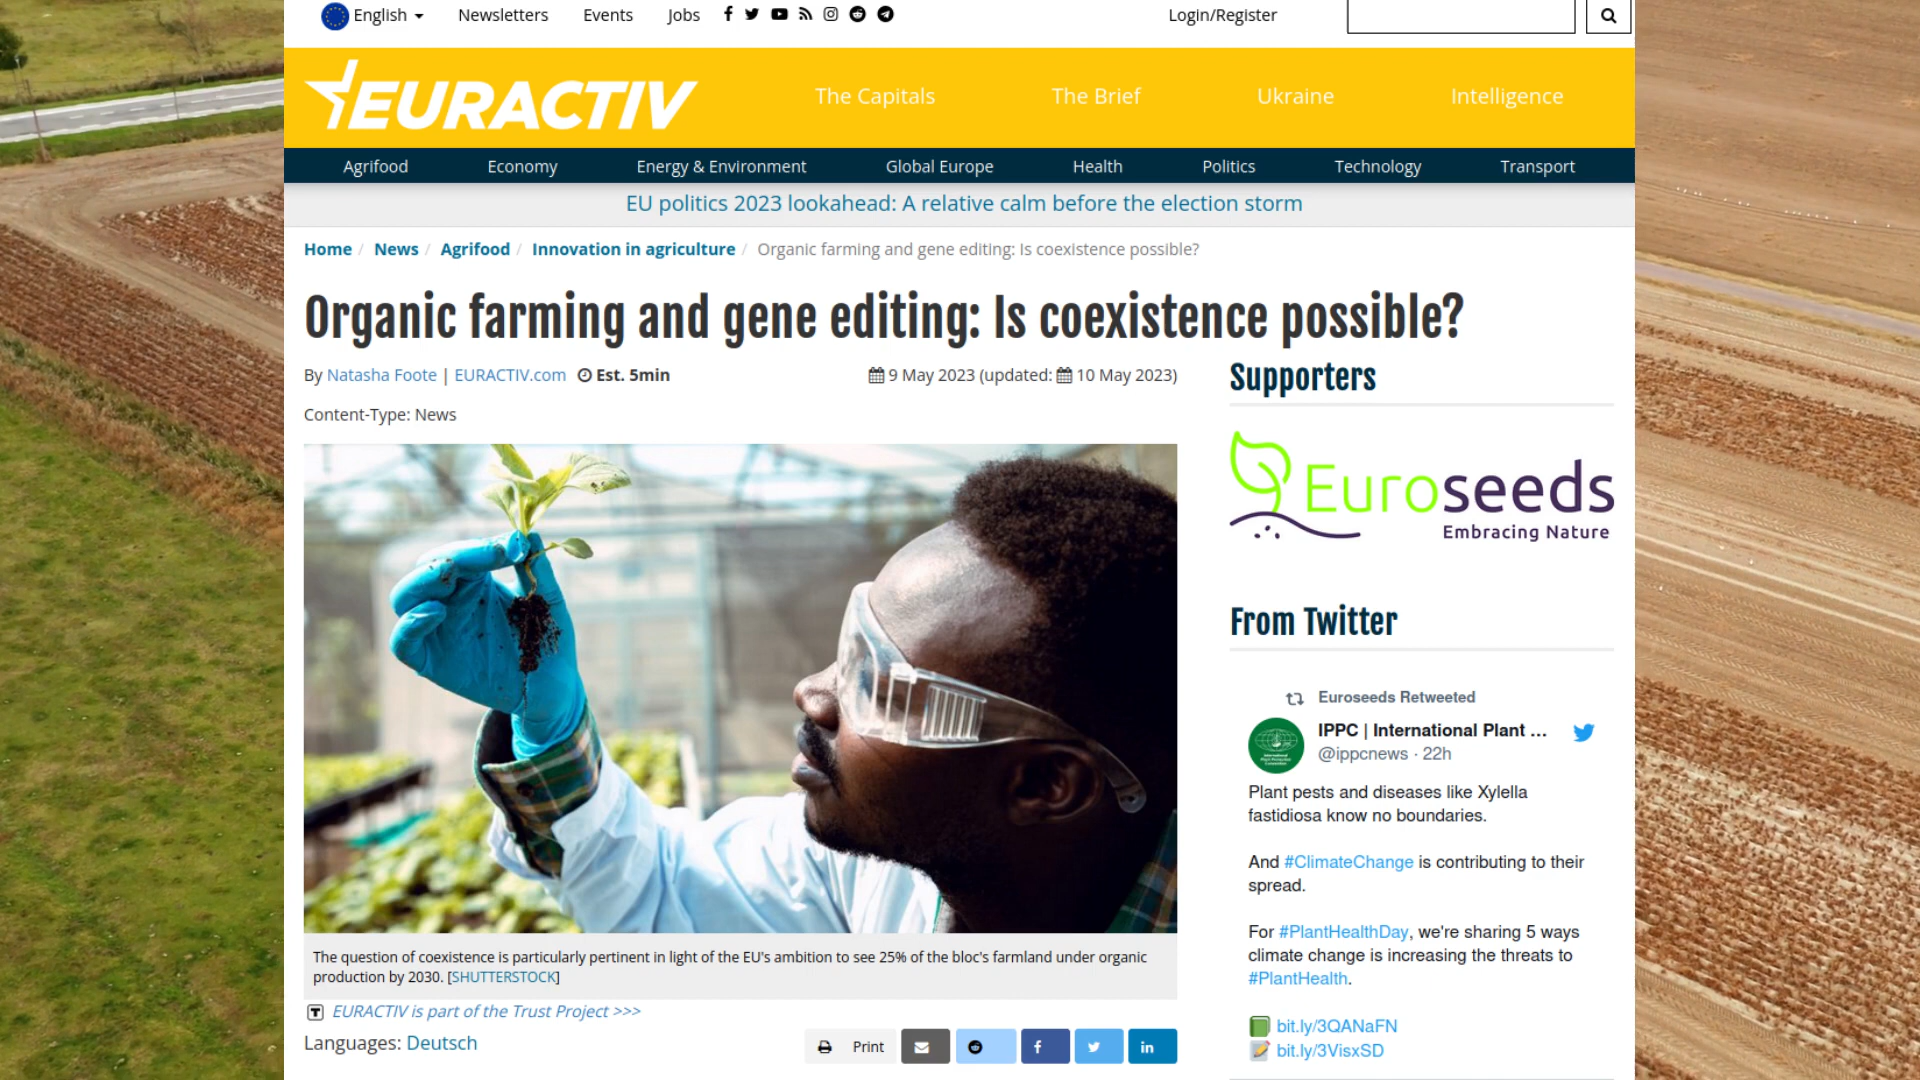 English
Newsletters
Events
Jobs
Login/Register
EURACTIV
The Capitals
The Brief
Ukraine
Intelligence
Agrifood
Economy
Energy & Environment
Global Europe
Health
Politics
Technology
Transport
EU politics 2023 lookahead: A relative calm before the election storm
Home / News / Agrifood / Innovation in agriculture / Organic farming and gene editing: Is coexistence possible?
Organic farming and gene editing: Is coexistence possible?
By Natasha Foote | EURACTIV.com Est. 5min
9 May 2023 (updated: 10 May 2023)
Content-Type: News
The question of coexistence is particularly pertinent in light of the EU's ambition to see 25% of the bloc's farmland under organic
production by 2030. [SHUTTERSTOCK]
T EURACTIV is part of the Trust Project >>>
Languages: Deutsch
Print
Supporters
Euroseeds
Embracing Nature
From Twitter
Euroseeds Retweeted
IPPC | International Plant ...
@ippcnews · 22h
Plant pests and diseases like Xylella
fastidiosa know no boundaries.
And #ClimateChange is contributing to their
spread.
For #PlantHealthDay, we're sharing 5 ways
climate change is increasing the threats to
#PlantHealth.
bit.ly/3QANaFN
bit.ly/3VisxSD